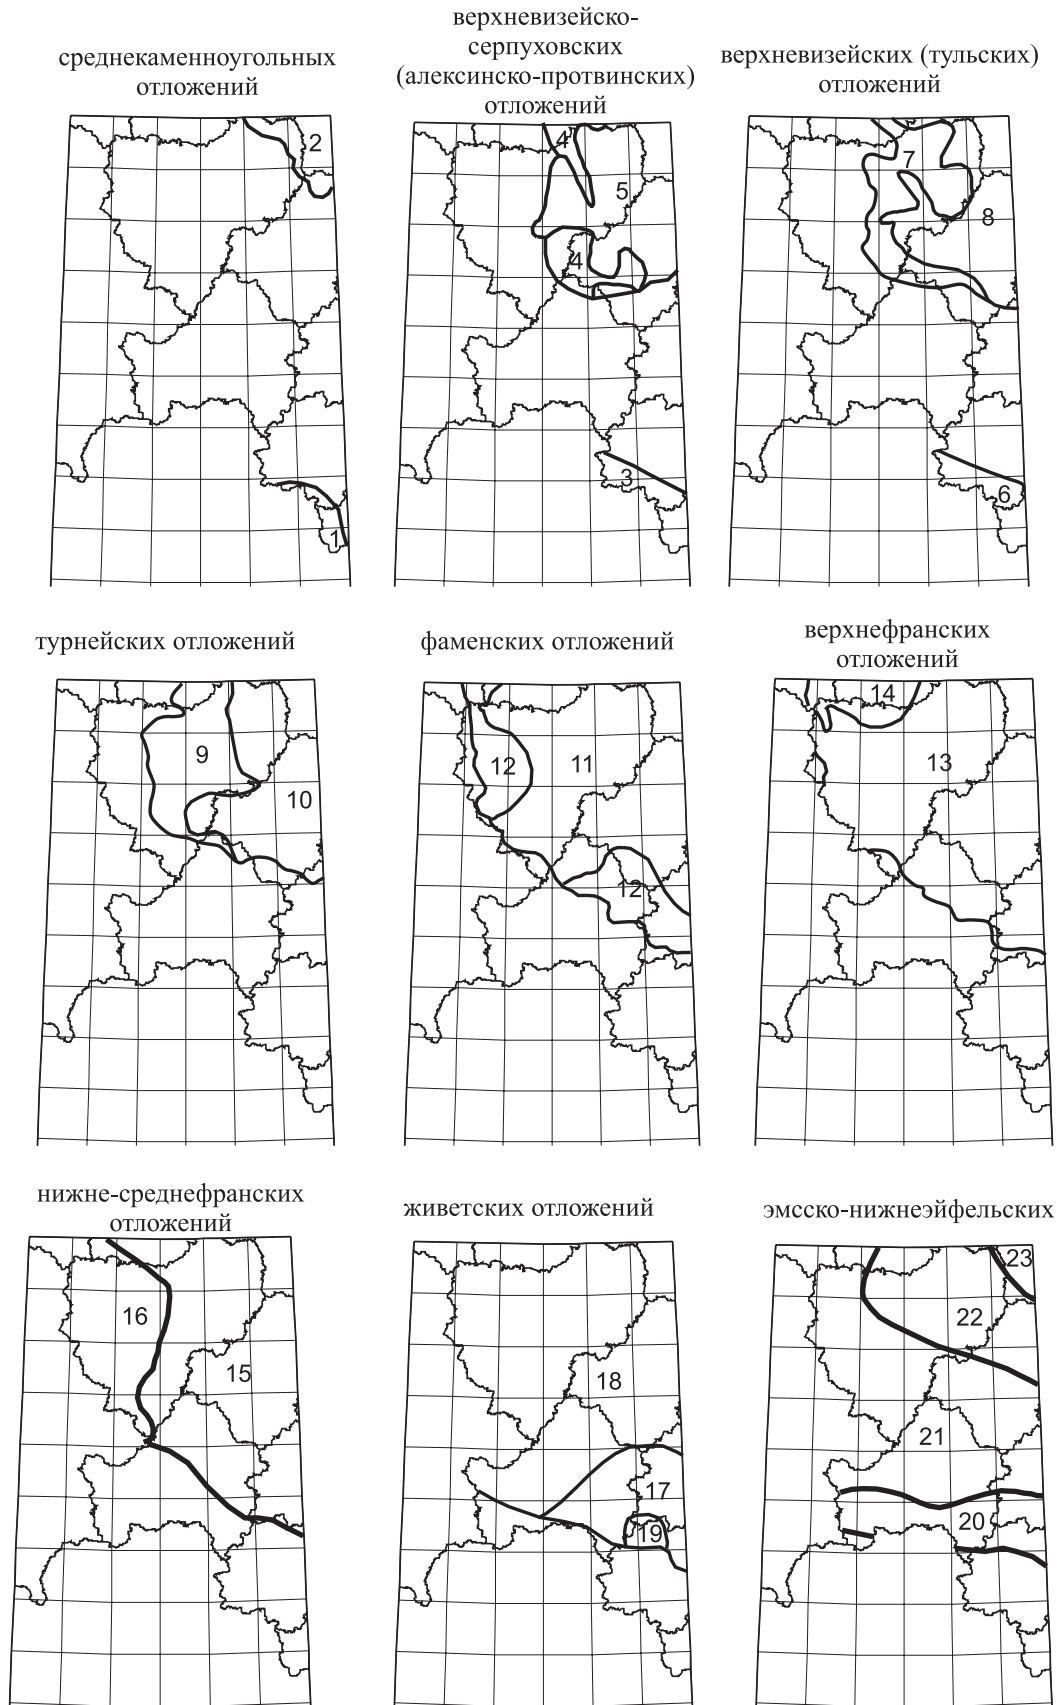 среднекаменноугольных
отложений
2
1
верхневизейско-
серпуховских
(алексинско-протвинских)
отложений
4
5
4
3
верхневизейских (тульских)
отложений
7
8
6
турнейских отложений
9
10
фаменских отложений
12
11
12
верхнефранских
отложений
14
13
нижне-среднефранских
отложений
16
15
живетских отложений
18
17
19
эмсско-нижнеэйфельских
23
22
21
20